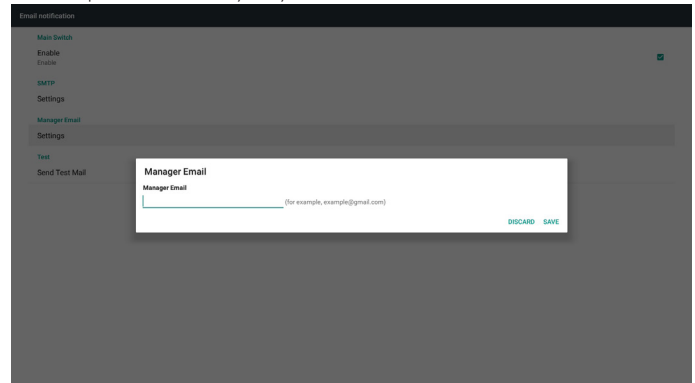 Email notification
Main Switch
Enable
Enable
SMTP
Settings
Manager Email
Settings
Test
Send Test Mail
Manager Email
Manager Email
(for example, example@gmail.com)
DISCARD SAVE